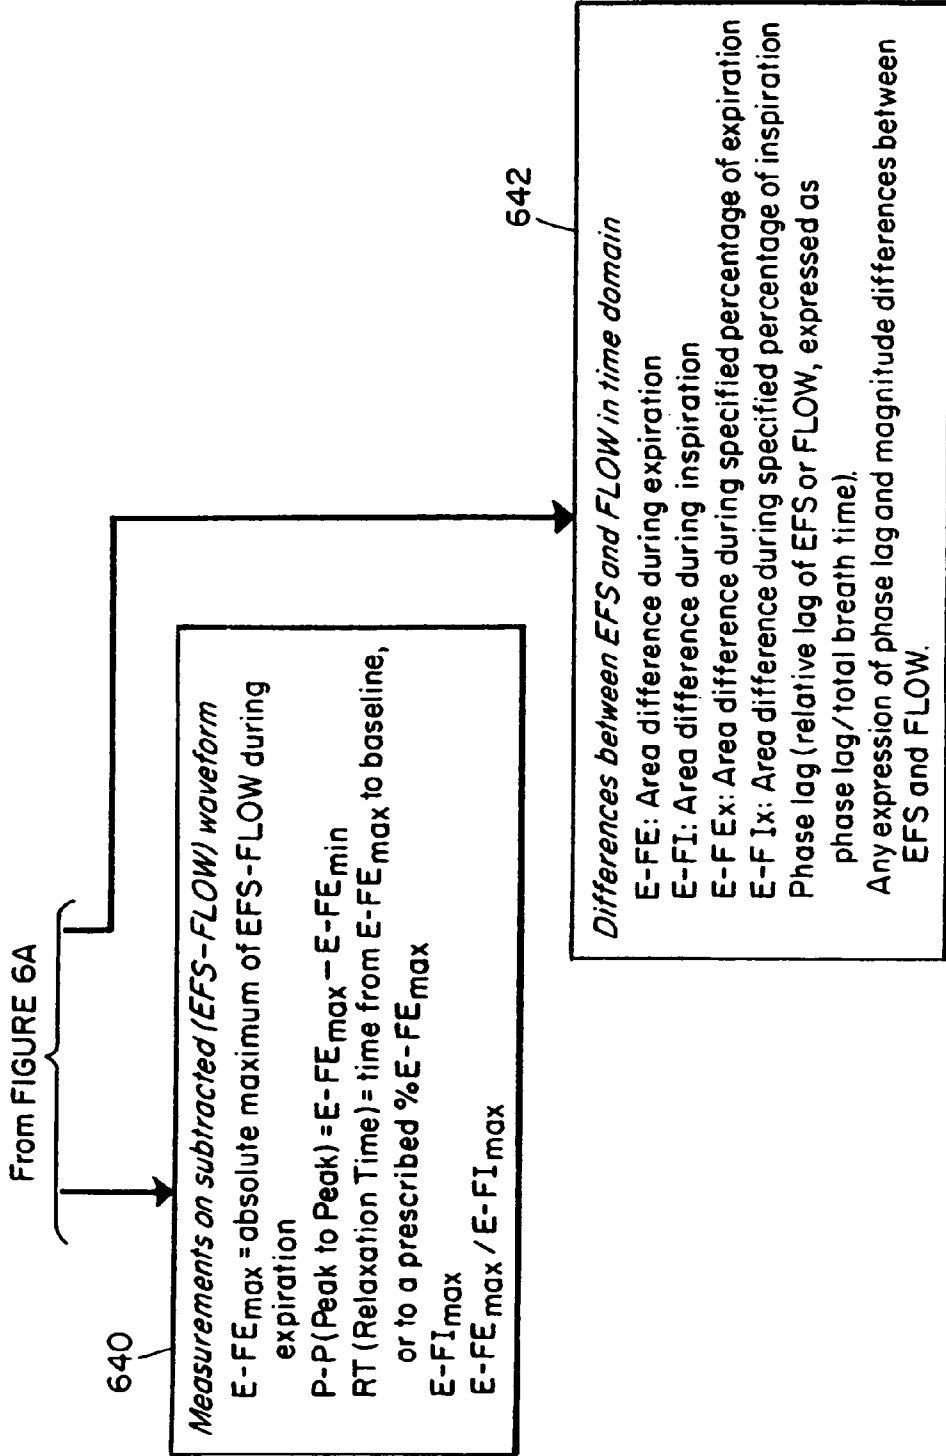 From FIGURE 6A
640
Measurements on subtracted (EFS-FLOW) waveform
E-FEmax = absolute maximum of EFS-FLOW during
expiration
P-P (Peak to Peak) = E-FEmax - E-FEmin
RT (Relaxation Time) = time from E-FEmax to baseline,
or to a prescribed %E-FEmax
E-FImax
E-FEmax / E-FImax
642
Differences between EFS and FLOW in time domain
E-FE: Area difference during expiration
E-FI: Area difference during inspiration
E-F Ex: Area difference during specified percentage of expiration
E-F Ix: Area difference during specified percentage of inspiration
Phase lag (relative lag of EFS or FLOW, expressed as
phase lag/total breath time).
Any expression of phase lag and magnitude differences between
EFS and FLOW.